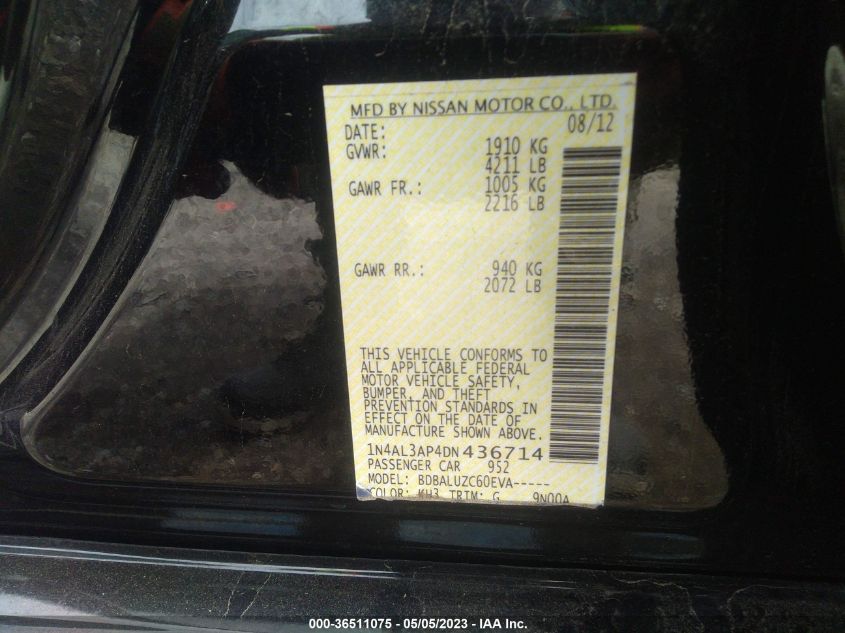 MFD BY NISSAN MOTOR CO., LTD.
DATE: 08/12
GVWR: 1910 KG
4211 LB
GAWR FR.: 1005 KG
2216 LB
GAWR RR.: 940 KG
2072 LB
THIS VEHICLE CONFORMS TO
ALL APPLICABLE FEDERAL
MOTOR VEHICLE SAFETY,
BUMPER, AND THEFT
PREVENTION STANDARDS IN
EFFECT ON THE DATE OF
MANUFACTURE SHOWN ABOVE.
1N4AL3AP4DN436714
PASSENGER CAR 952
MODEL: BDBALUZC60EVA-----
COLOR: KH3 TRIM: G 9N00A
000-36511075 - 05/05/2023 - IAA Inc.